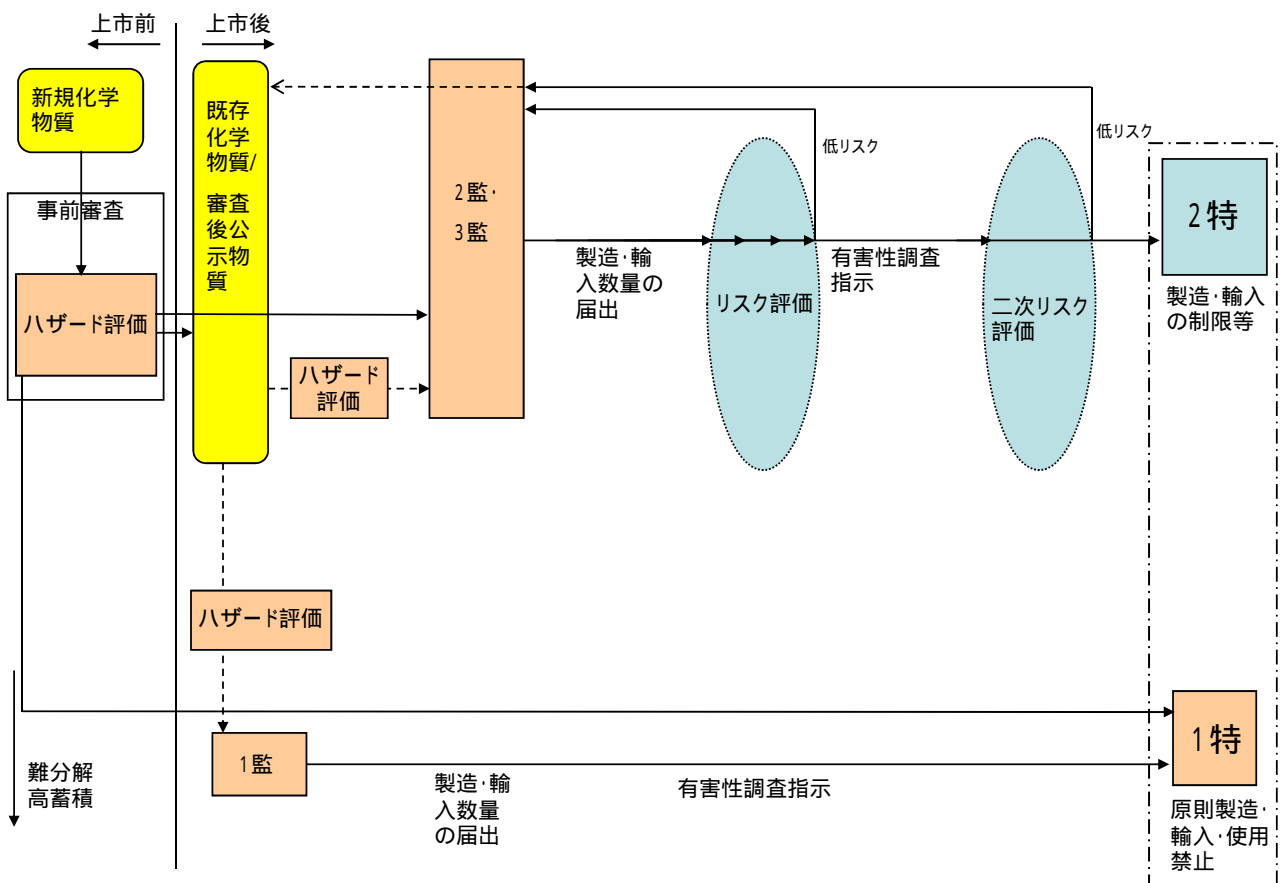 上市前
上市後
新規化学
物質
事前審査
ハザード評価
既存
化学
物質/
審査
後公
示物
質
ハザード
評価
2監・
3監
製造・輸
入数量の
届出
リスク評価
低リスク
有害性調査
指示
二次リスク
評価
低リスク
2特
製造・輸入
の制限等
ハザード評価
難分解
高蓄積
1監
製造・輸
入数量
の届出
有害性調査指示
1特
原則製造・
輸入・使用
禁止